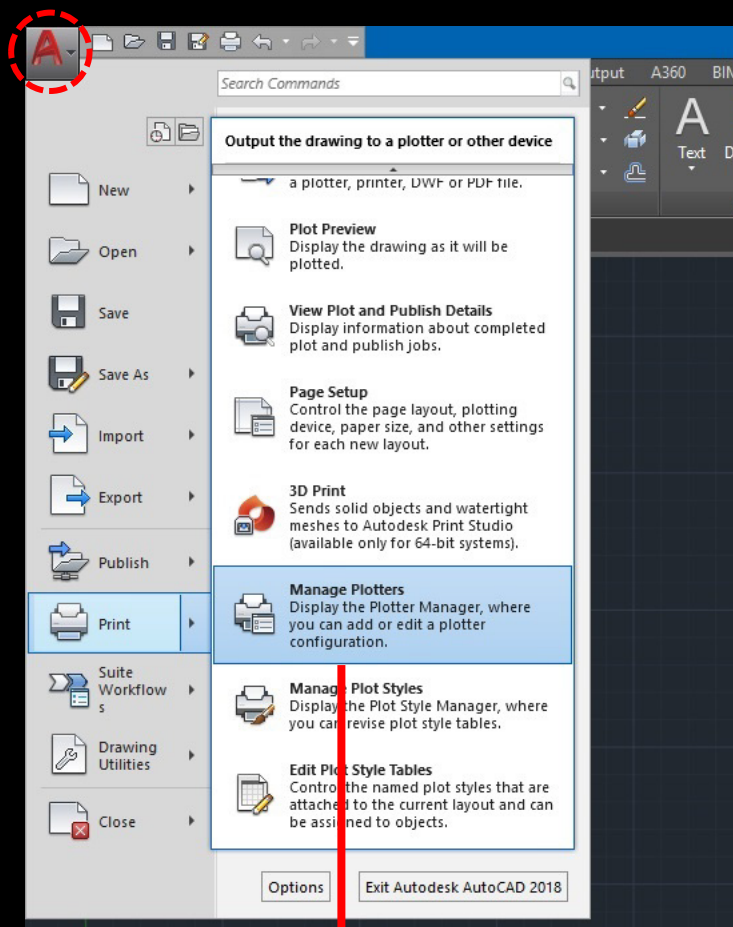 A
Search Commands
utput A360 BIN
Output the drawing to a plotter or other device
a plotter, printer, DWF or PDF file.
A
Text D
New
Plot Preview
Display the drawing as it will be
plotted.
Open
View Plot and Publish Details
Display information about completed
plot and publish jobs.
Save
Save As
Page Setup
Control the page layout, plotting
device, paper size, and other settings
for each new layout.
Import
Export
3D Print
Sends solid objects and watertight
meshes to Autodesk Print Studio
(available only for 64-bit systems).
Publish
Manage Plotters
Display the Plotter Manager, where
you can add or edit a plotter
configuration.
Print
Suite
Workflow
s
Manage Plot Styles
Display the Plot Style Manager, where
you can revise plot style tables.
Drawing
Utilities
Edit Plot Style Tables
Control the named plot styles that are
attached to the current layout and can
be assigned to objects.
Close
Options
Exit Autodesk AutoCAD 2018